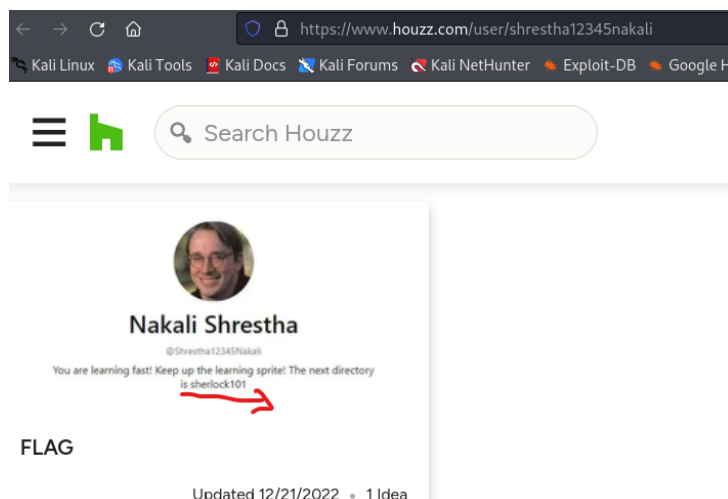 https://www.houzz.com/user/shrestha12345nakali
Kali Linux Kali Tools Kali Docs Kali Forums Kali NetHunter Exploit-DB Google H
Search Houzz
Nakali Shrestha
@Shrestha12345Nakali
You are learning fast! Keep up the learning sprite! The next directory
is sherlock101
FLAG
Updated 12/21/2022 • 1 Idea